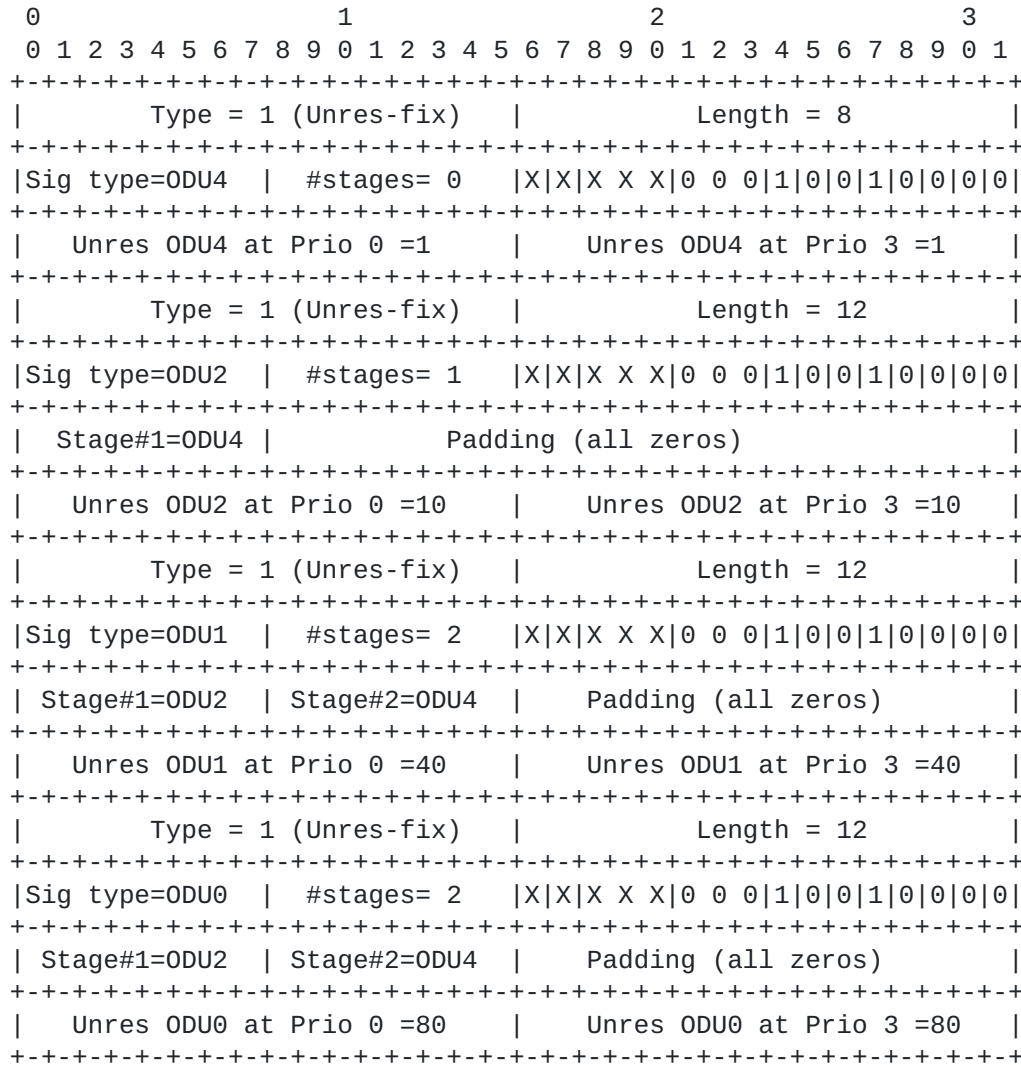 0                   1                   2                   3
 0 1 2 3 4 5 6 7 8 9 0 1 2 3 4 5 6 7 8 9 0 1 2 3 4 5 6 7 8 9 0 1
+-+-+-+-+-+-+-+-+-+-+-+-+-+-+-+-+-+-+-+-+-+-+-+-+-+-+-+-+-+-+-+-+
|        Type = 1 (Unres-fix)   |           Length = 8          |
+-+-+-+-+-+-+-+-+-+-+-+-+-+-+-+-+-+-+-+-+-+-+-+-+-+-+-+-+-+-+-+-+
|Sig type=ODU4  |  #stages= 0   |X|X|X X X|0 0 0|1|0|0|1|0|0|0|0|
+-+-+-+-+-+-+-+-+-+-+-+-+-+-+-+-+-+-+-+-+-+-+-+-+-+-+-+-+-+-+-+-+
|   Unres ODU4 at Prio 0 =1     |    Unres ODU4 at Prio 3 =1    |
+-+-+-+-+-+-+-+-+-+-+-+-+-+-+-+-+-+-+-+-+-+-+-+-+-+-+-+-+-+-+-+-+
|        Type = 1 (Unres-fix)   |           Length = 12         |
+-+-+-+-+-+-+-+-+-+-+-+-+-+-+-+-+-+-+-+-+-+-+-+-+-+-+-+-+-+-+-+-+
|Sig type=ODU2  |  #stages= 1   |X|X|X X X|0 0 0|1|0|0|1|0|0|0|0|
+-+-+-+-+-+-+-+-+-+-+-+-+-+-+-+-+-+-+-+-+-+-+-+-+-+-+-+-+-+-+-+-+
|  Stage#1=ODU4 |           Padding (all zeros)                 |
+-+-+-+-+-+-+-+-+-+-+-+-+-+-+-+-+-+-+-+-+-+-+-+-+-+-+-+-+-+-+-+-+
|   Unres ODU2 at Prio 0 =10    |    Unres ODU2 at Prio 3 =10   |
+-+-+-+-+-+-+-+-+-+-+-+-+-+-+-+-+-+-+-+-+-+-+-+-+-+-+-+-+-+-+-+-+
|        Type = 1 (Unres-fix)   |           Length = 12         |
+-+-+-+-+-+-+-+-+-+-+-+-+-+-+-+-+-+-+-+-+-+-+-+-+-+-+-+-+-+-+-+-+
|Sig type=ODU1  |  #stages= 2   |X|X|X X X|0 0 0|1|0|0|1|0|0|0|0|
+-+-+-+-+-+-+-+-+-+-+-+-+-+-+-+-+-+-+-+-+-+-+-+-+-+-+-+-+-+-+-+-+
| Stage#1=ODU2  | Stage#2=ODU4  |    Padding (all zeros)        |
+-+-+-+-+-+-+-+-+-+-+-+-+-+-+-+-+-+-+-+-+-+-+-+-+-+-+-+-+-+-+-+-+
|   Unres ODU1 at Prio 0 =40    |    Unres ODU1 at Prio 3 =40   |
+-+-+-+-+-+-+-+-+-+-+-+-+-+-+-+-+-+-+-+-+-+-+-+-+-+-+-+-+-+-+-+-+
|        Type = 1 (Unres-fix)   |           Length = 12         |
+-+-+-+-+-+-+-+-+-+-+-+-+-+-+-+-+-+-+-+-+-+-+-+-+-+-+-+-+-+-+-+-+
|Sig type=ODU0  |  #stages= 2   |X|X|X X X|0 0 0|1|0|0|1|0|0|0|0|
+-+-+-+-+-+-+-+-+-+-+-+-+-+-+-+-+-+-+-+-+-+-+-+-+-+-+-+-+-+-+-+-+
| Stage#1=ODU2  | Stage#2=ODU4  |    Padding (all zeros)        |
+-+-+-+-+-+-+-+-+-+-+-+-+-+-+-+-+-+-+-+-+-+-+-+-+-+-+-+-+-+-+-+-+
|   Unres ODU0 at Prio 0 =80    |    Unres ODU0 at Prio 3 =80   |
+-+-+-+-+-+-+-+-+-+-+-+-+-+-+-+-+-+-+-+-+-+-+-+-+-+-+-+-+-+-+-+-+